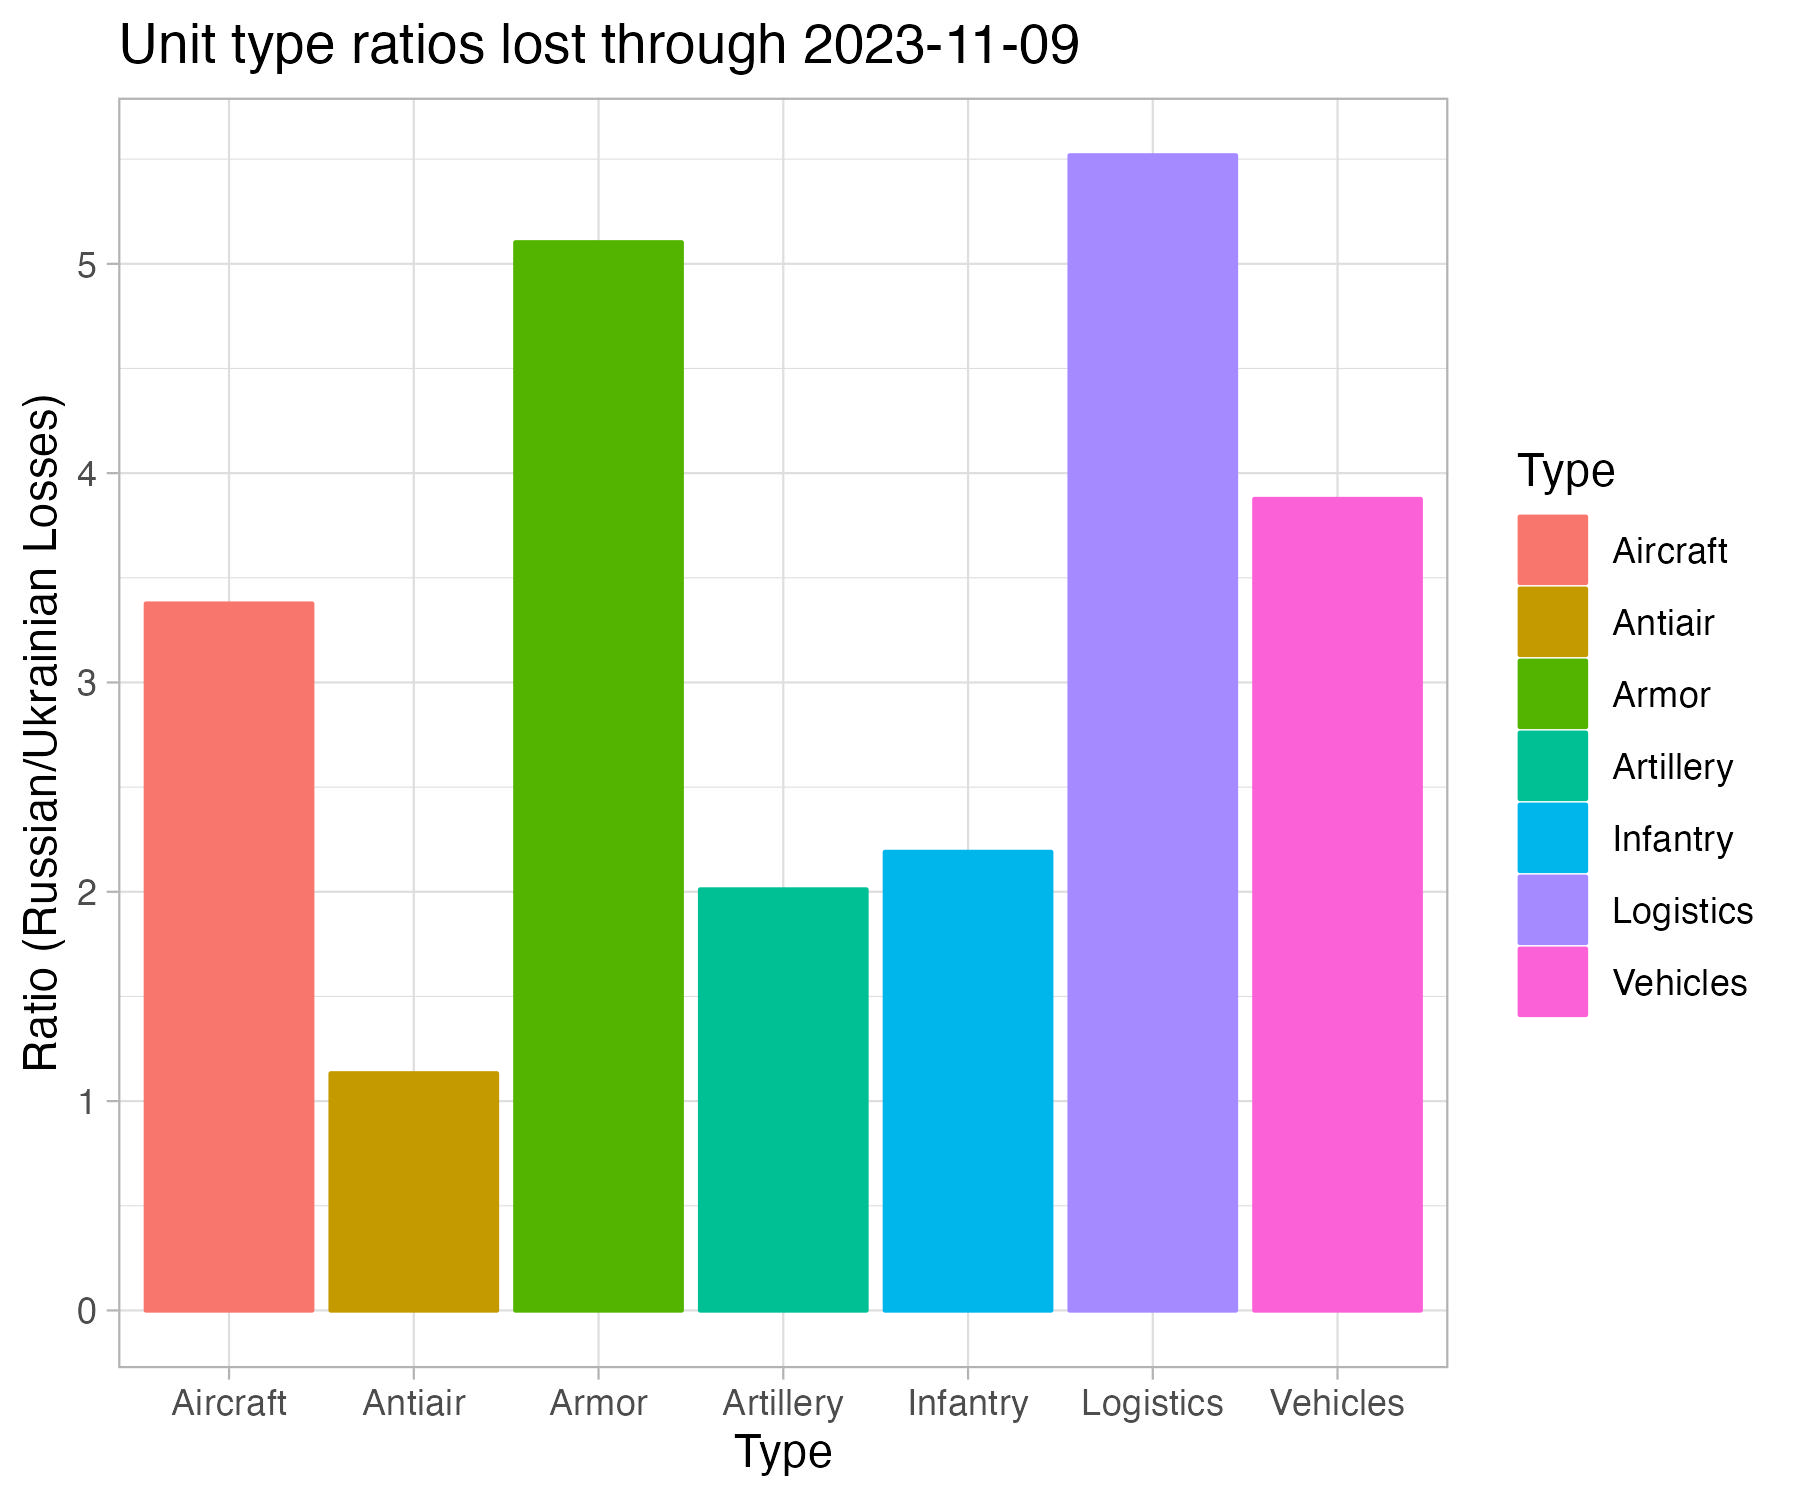 Unit type ratios lost through 2023-11-09
Ratio (Russian/Ukrainian Losses)
5
4
3
2
1
0
Aircraft
Antiair
Armor
Artillery
Infantry
Logistics
Vehicles
Type
Type
Aircraft
Antiair
Armor
Artillery
Infantry
Logistics
Vehicles